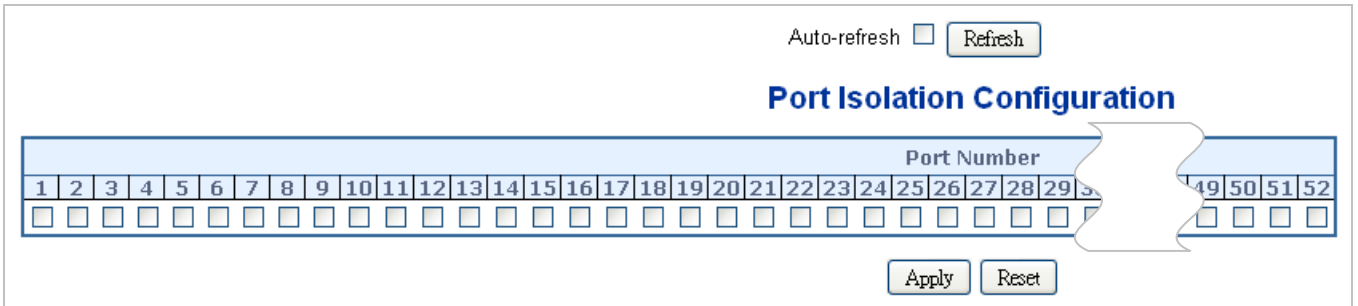 Auto-refresh Refresh
Port Isolation Configuration
Port Number
1 2 3 4 5 6 7 8 9 10 11 12 13 14 15 16 17 18 19 20 21 22 23 24 25 26 27 28 29 49 50 51 52
Apply Reset